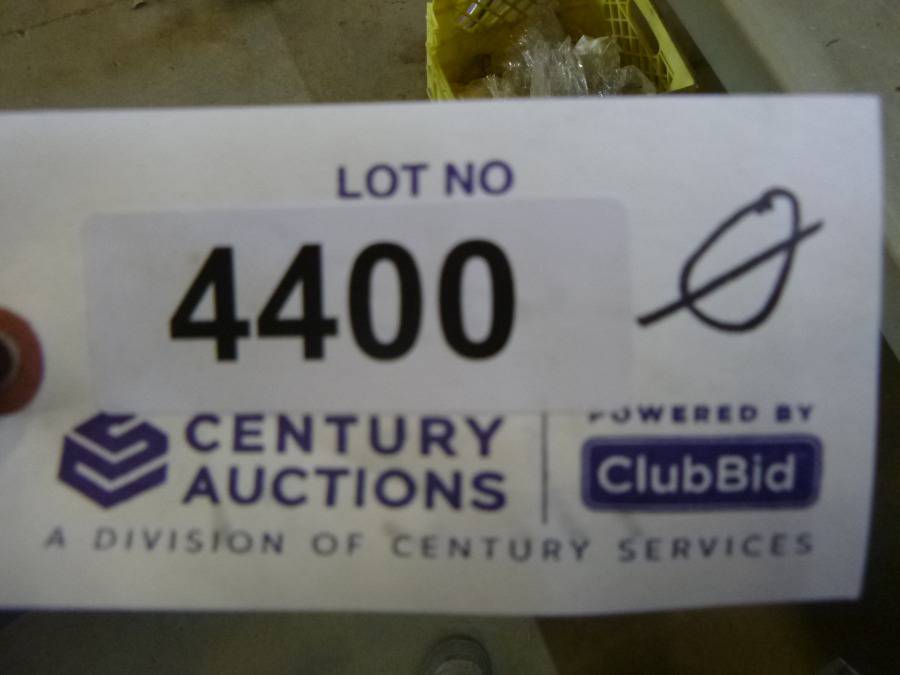 LOT NO
4400
Ø
CENTURY
AUCTIONS
POWERED BY
ClubBid
A DIVISION OF CENTURY SERVICES